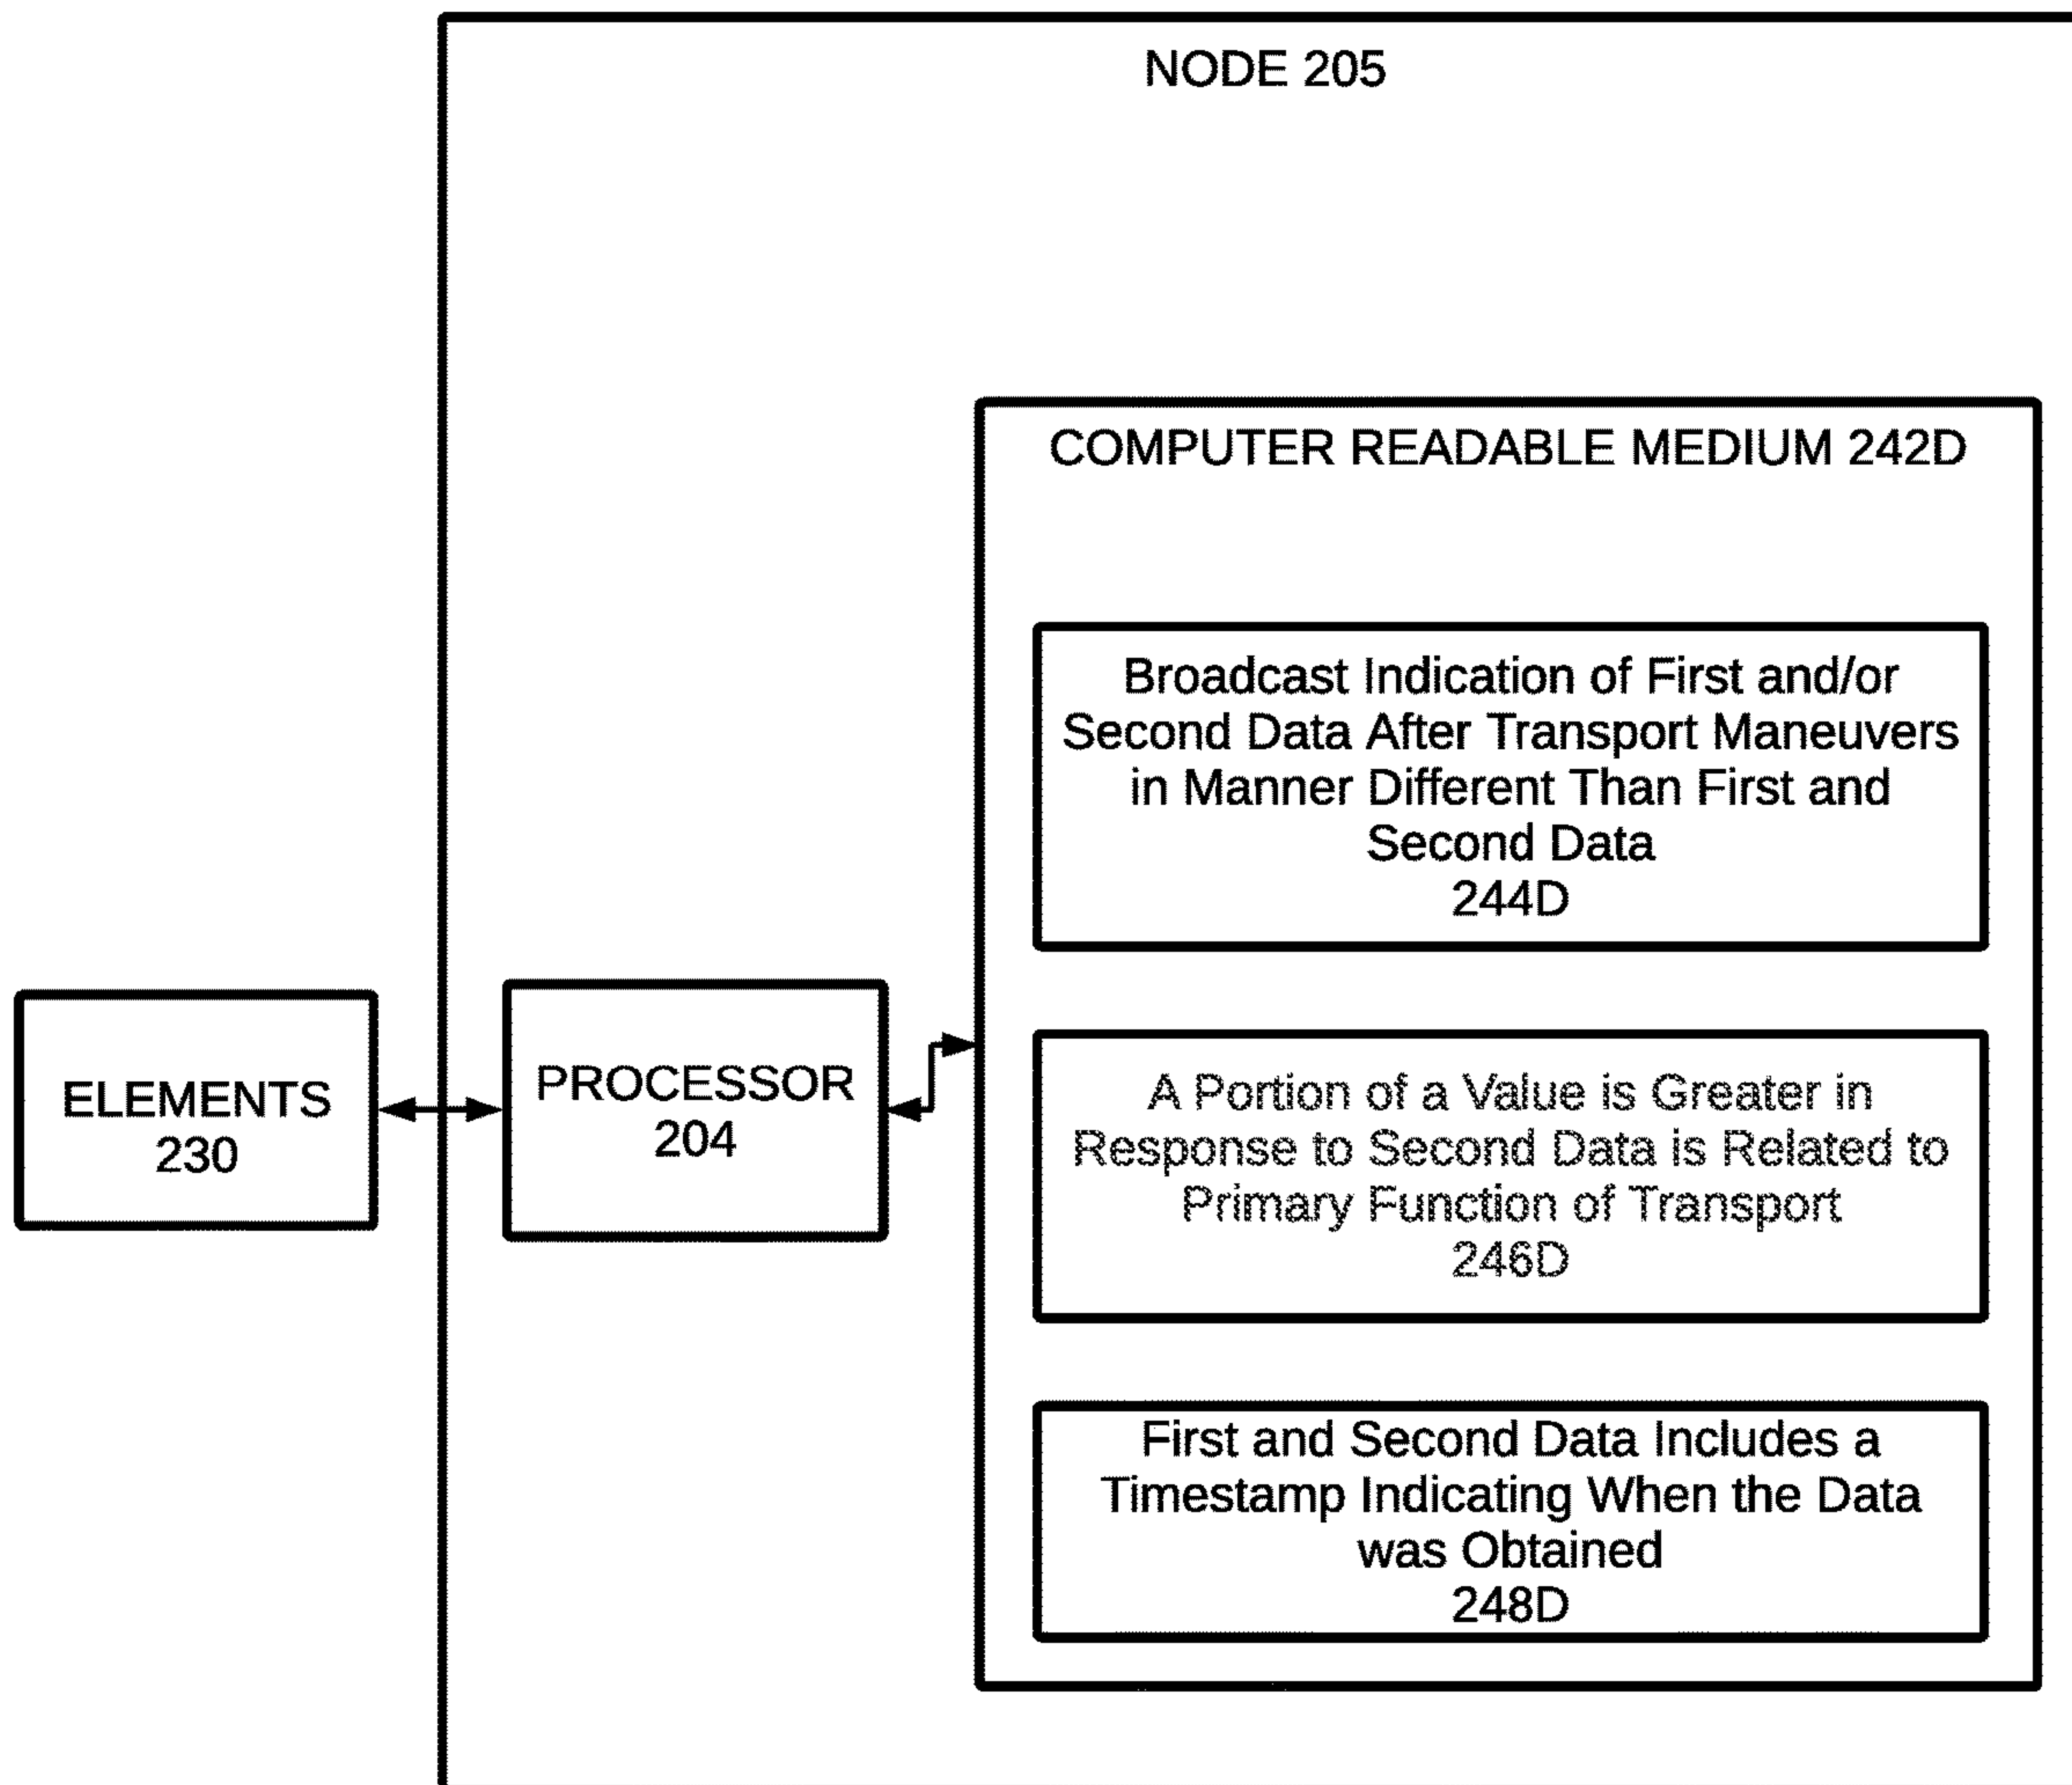 NODE 205
COMPUTER READABLE MEDIUM 242D
Broadcast Indication of First and/or
Second Data After Transport Maneuvers
in Manner Different Than First and
Second Data
244D
ELEMENTS
230
PROCESSOR
204
A Portion of a Value is Greater in
Response to Second Data is Related to
Primary Function of Transport
246D
First and Second Data Includes a
Timestamp Indicating When the Data
was Obtained
248D